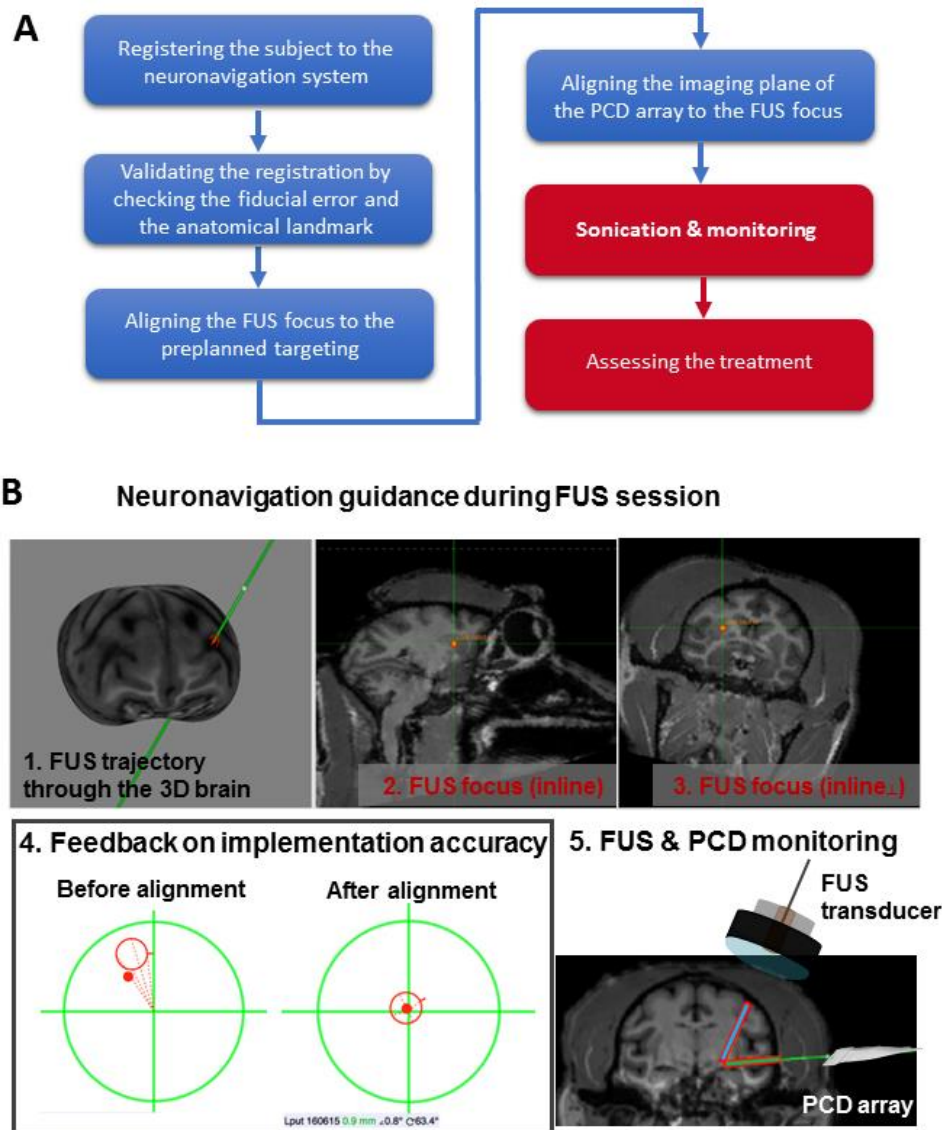 A
Registering the subject to the
neuronavigation system
Validating the registration by
checking the fiducial error and
the anatomical landmark
Aligning the FUS focus to the
preplanned targeting
Aligning the imaging plane of
the PCD array to the FUS focus
Sonication & monitoring
Assessing the treatment
B
Neuronavigation guidance during FUS session
1. FUS trajectory
through the 3D brain
2. FUS focus (inline)
3. FUS focus (inline⊥)
4. Feedback on implementation accuracy
Before alignment
After alignment
Lput 160615 0.9 mm ⊿0.8° ↻63.4°
5. FUS & PCD monitoring
FUS
transducer
PCD array